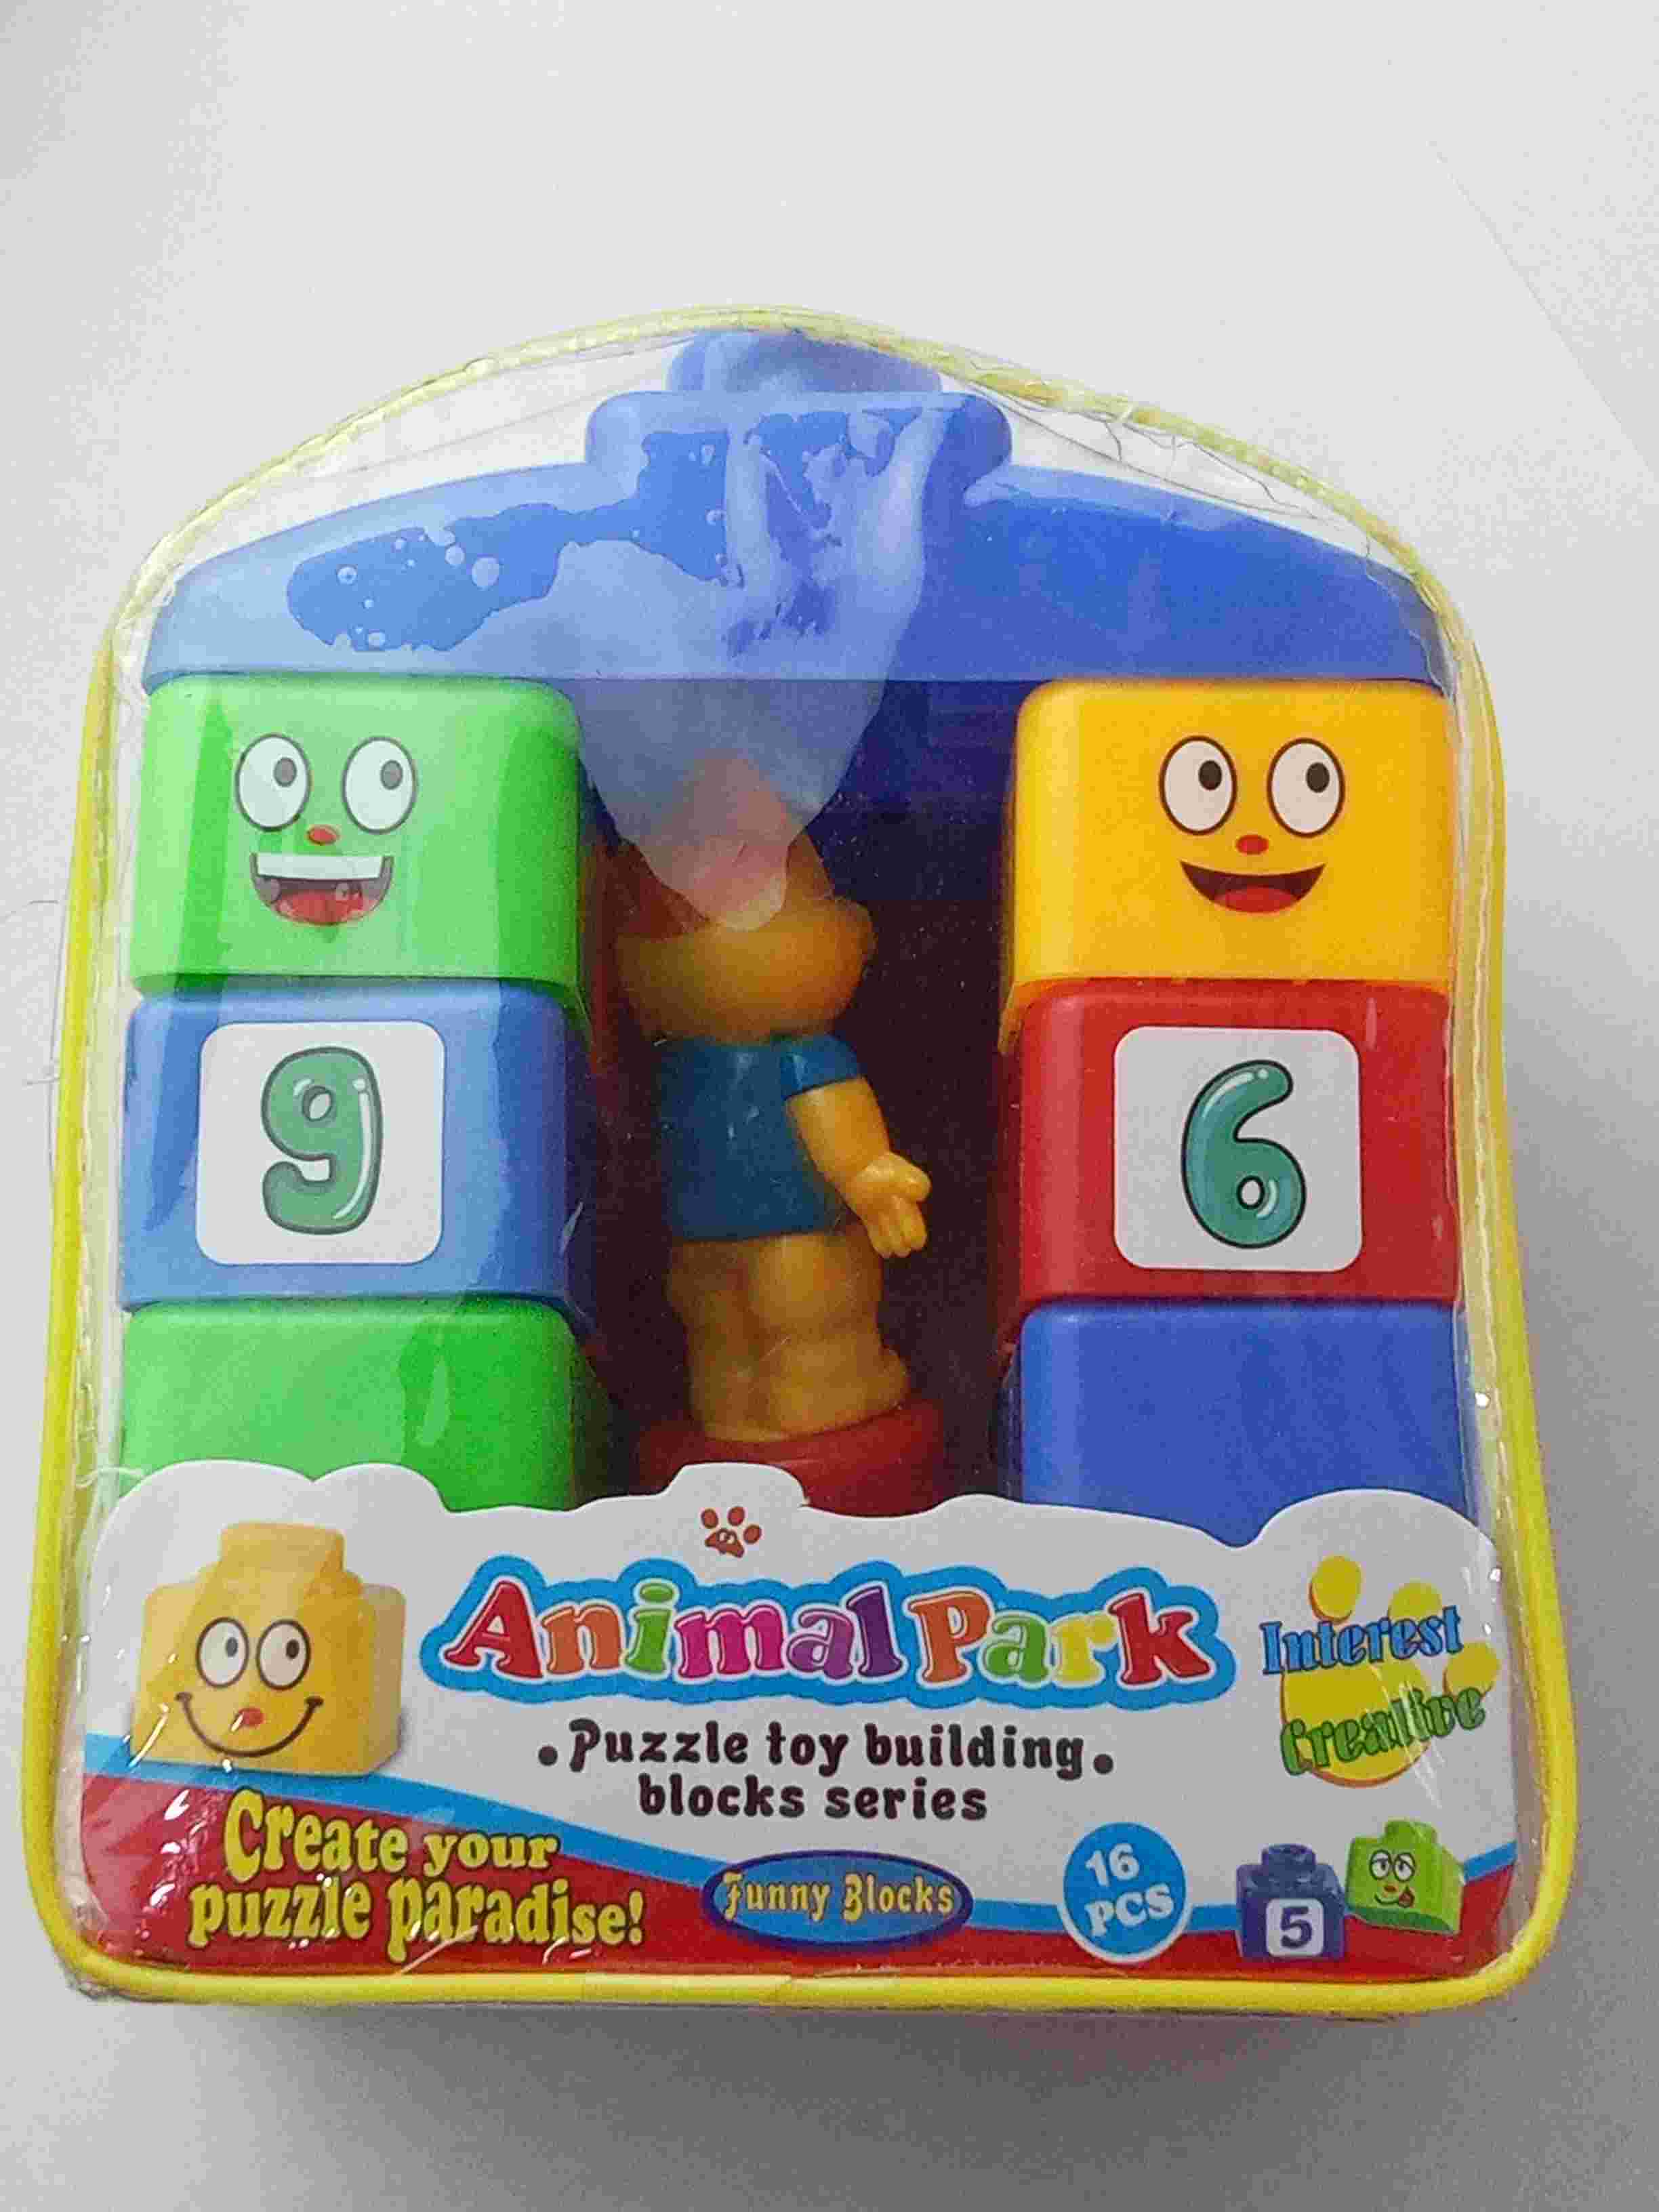 9
6
Animal Park
Interest
Creative
• Puzzle toy building •
blocks series
Create your
puzzle paradise!
Funny Blocks
16
PCS
5